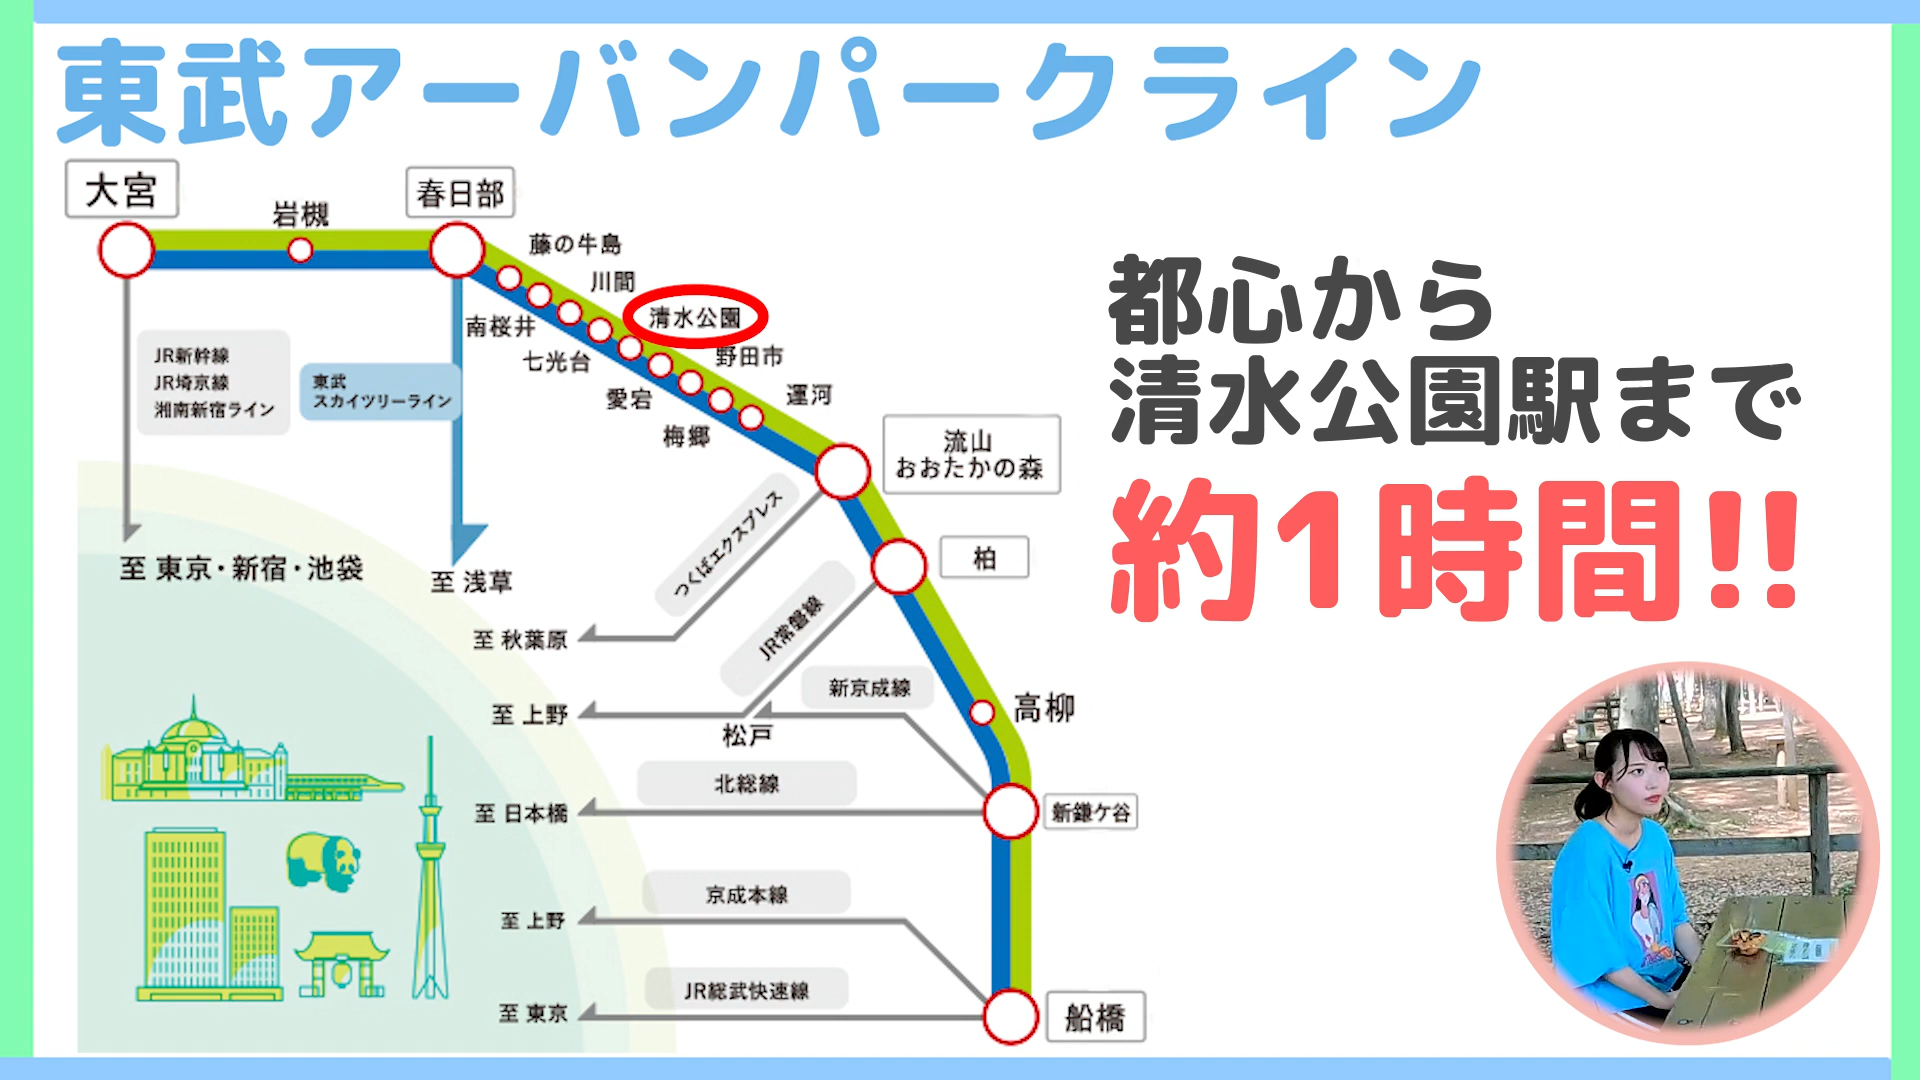 東武アーバンパークライン
大宮
岩槻
春日部
藤の牛島
川間
清水公園
野田市
運河
南桜井
七光台
愛宕
梅郷
流山
おおたかの森
柏
高柳
新鎌ケ谷
船橋
JR新幹線
JR埼京線
湘南新宿ライン
東武
スカイツリーライン
至 東京・新宿・池袋
至 浅草
つくばエクスプレス
至 秋葉原
JR常磐線
至 上野
新京成線
松戸
北総線
至 日本橋
京成本線
至 上野
JR総武快速線
至 東京
都心から
清水公園駅まで
約1時間!!